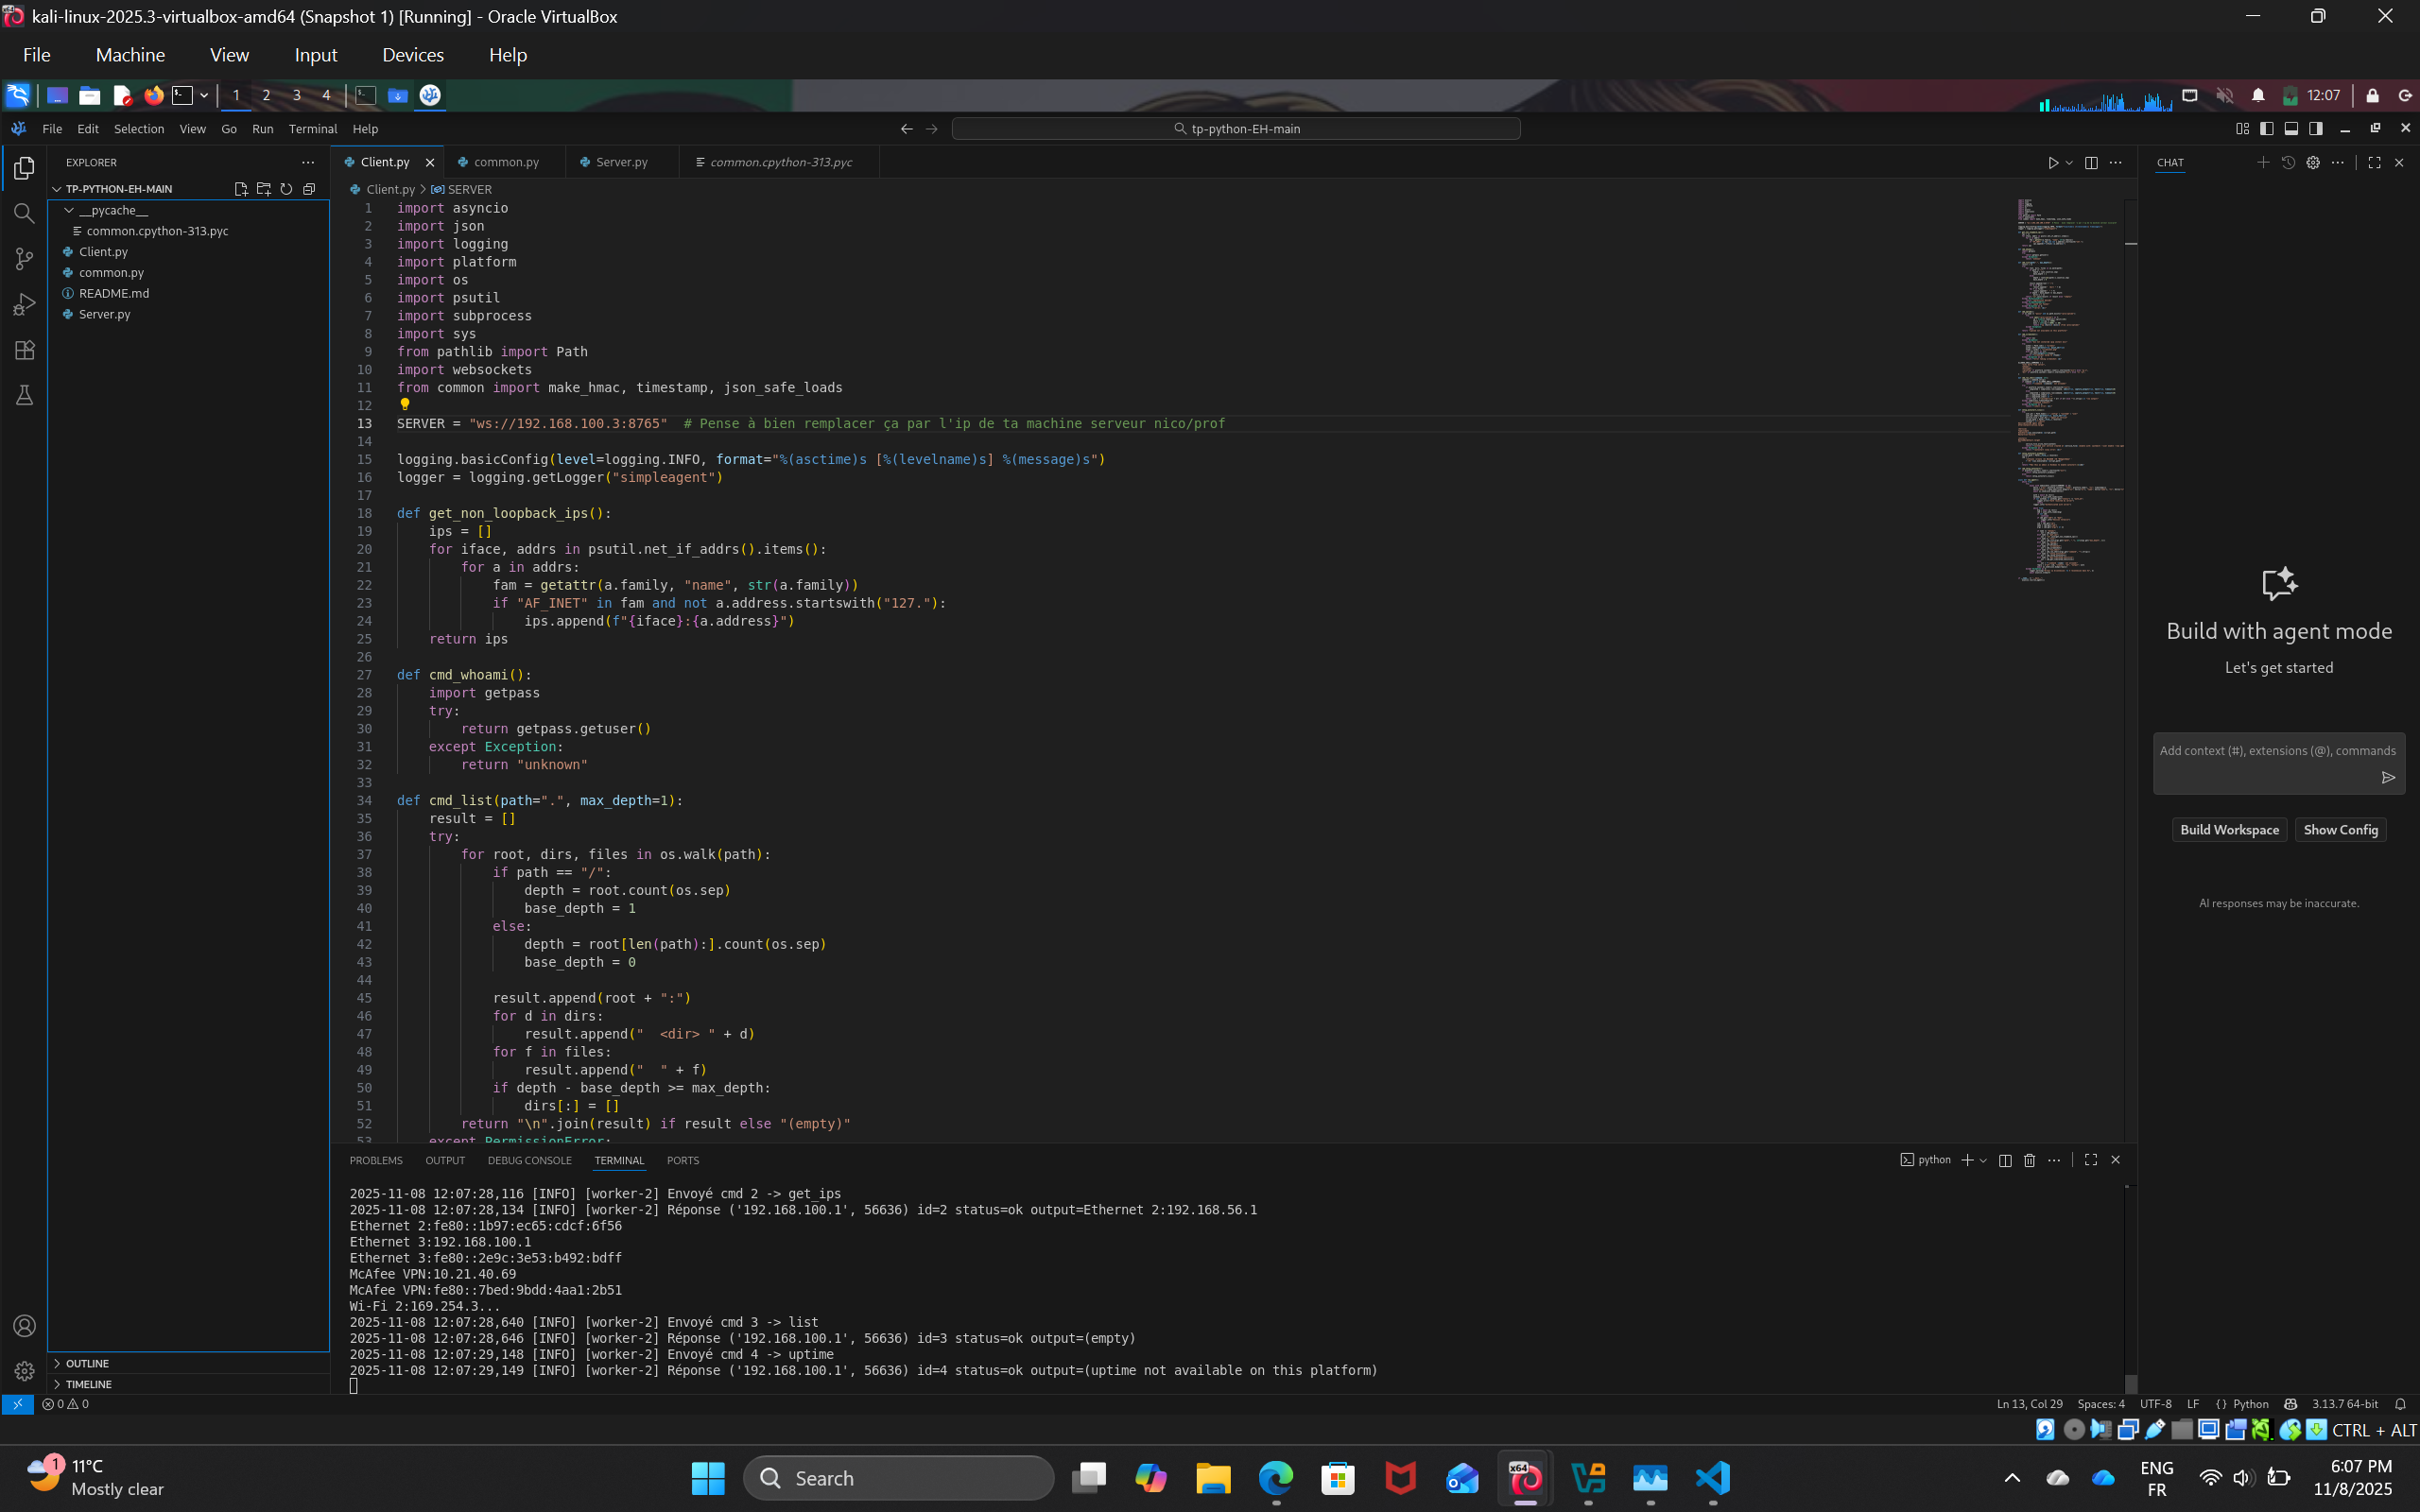 kali-linux-2025.3-virtualbox-amd64 (Snapshot 1) [Running] - Oracle VirtualBox
File Machine View Input Devices Help
1 2 3 4 12:07
File Edit Selection View Go Run Terminal Help
tp-python-EH-main
EXPLORER
TP-PYTHON-EH-MAIN
__pycache__
common.cpython-313.pyc
Client.py
common.py
README.md
Server.py
OUTLINE
TIMELINE
Client.py common.py Server.py common.cpython-313.pyc
Client.py > SERVER
1 import asyncio
2 import json
3 import logging
4 import platform
5 import os
6 import psutil
7 import subprocess
8 import sys
9 from pathlib import Path
10 import websockets
11 from common import make_hmac, timestamp, json_safe_loads
12
13 SERVER = "ws://192.168.100.3:8765"  # Pense à bien remplacer ça par l'ip de ta machine serveur nico/prof
14
15 logging.basicConfig(level=logging.INFO, format="%(asctime)s [%(levelname)s] %(message)s")
16 logger = logging.getLogger("simpleagent")
17
18 def get_non_loopback_ips():
19     ips = []
20     for iface, addrs in psutil.net_if_addrs().items():
21         for a in addrs:
22             fam = getattr(a.family, "name", str(a.family))
23             if "AF_INET" in fam and not a.address.startswith("127."):
24                 ips.append(f"{iface}:{a.address}")
25     return ips
26
27 def cmd_whoami():
28     import getpass
29     try:
30         return getpass.getuser()
31     except Exception:
32         return "unknown"
33
34 def cmd_list(path=".", max_depth=1):
35     result = []
36     try:
37         for root, dirs, files in os.walk(path):
38             if path == "/":
39                 depth = root.count(os.sep)
40                 base_depth = 1
41             else:
42                 depth = root[len(path):].count(os.sep)
43                 base_depth = 0
44
45             result.append(root + ":")
46             for d in dirs:
47                 result.append("  <dir> " + d)
48             for f in files:
49                 result.append("  " + f)
50             if depth - base_depth >= max_depth:
51                 dirs[:] = []
52         return "\n".join(result) if result else "(empty)"
53     except PermissionError:
PROBLEMS OUTPUT DEBUG CONSOLE TERMINAL PORTS
python
2025-11-08 12:07:28,116 [INFO] [worker-2] Envoyé cmd 2 -> get_ips
2025-11-08 12:07:28,134 [INFO] [worker-2] Réponse ('192.168.100.1', 56636) id=2 status=ok output=Ethernet 2:192.168.56.1
Ethernet 2:fe80::1b97:ec65:cdcf:6f56
Ethernet 3:192.168.100.1
Ethernet 3:fe80::2e9c:3e53:b492:bdff
McAfee VPN:10.21.40.69
McAfee VPN:fe80::7bed:9bdd:4aa1:2b51
Wi-Fi 2:169.254.3...
2025-11-08 12:07:28,640 [INFO] [worker-2] Envoyé cmd 3 -> list
2025-11-08 12:07:28,646 [INFO] [worker-2] Réponse ('192.168.100.1', 56636) id=3 status=ok output=(empty)
2025-11-08 12:07:29,148 [INFO] [worker-2] Envoyé cmd 4 -> uptime
2025-11-08 12:07:29,149 [INFO] [worker-2] Réponse ('192.168.100.1', 56636) id=4 status=ok output=(uptime not available on this platform)
CHAT
Build with agent mode
Let's get started
Add context (#), extensions (@), commands
Build Workspace Show Config
AI responses may be inaccurate.
0 0
Ln 13, Col 29 Spaces: 4 UTF-8 LF {} Python 3.13.7 64-bit
CTRL + ALT
1
11°C
Mostly clear
Search
x64
ENG
FR
6:07 PM
11/8/2025